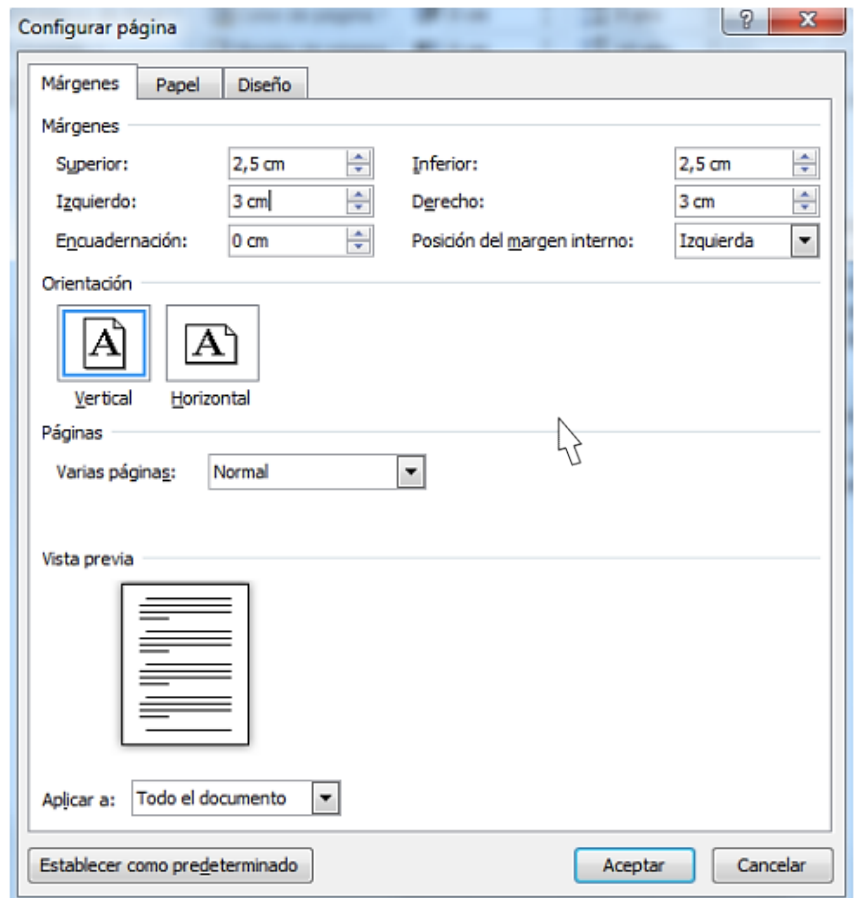 Configurar página
?
Márgenes Papel Diseño
Márgenes
Superior: 2,5 cm Inferior: 2,5 cm
Izquierdo: 3 cm Derecho: 3 cm
Encuadernación: 0 cm Posición del margen interno: Izquierda
Orientación
A A
Vertical Horizontal
Páginas
Varias páginas: Normal
Vista previa
Aplicar a: Todo el documento
Establecer como predeterminado Aceptar Cancelar